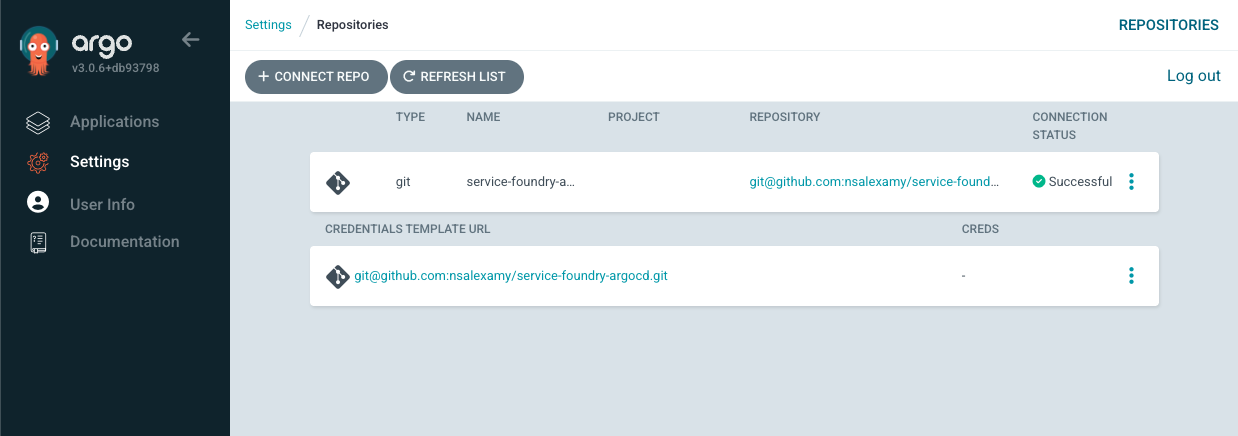 argo
v3.0.6+db93798
Applications
Settings
User Info
Documentation
Settings / Repositories
REPOSITORIES
+ CONNECT REPO
REFRESH LIST
Log out
TYPE NAME PROJECT REPOSITORY CONNECTION STATUS
git service-foundry-a... git@github.com:nsalexamy/service-found... Successful
CREDENTIALS TEMPLATE URL CREDS
git@github.com:nsalexamy/service-foundry-argocd.git -